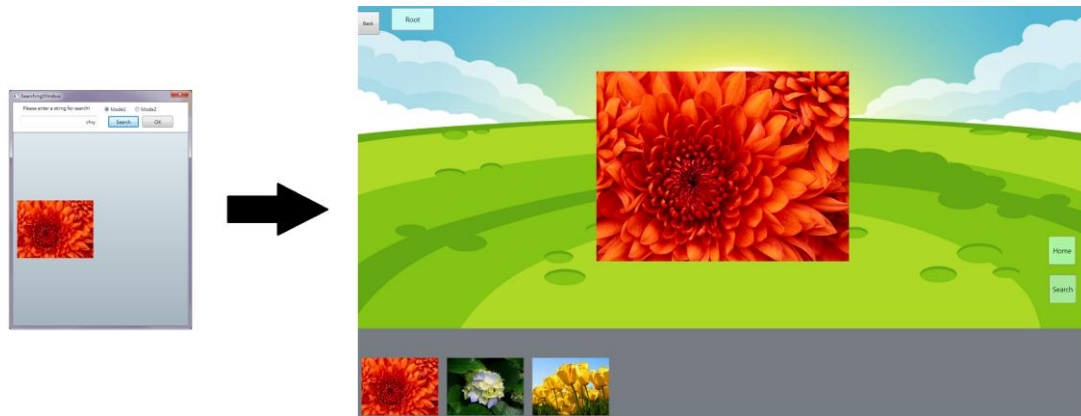 SearchingWindow
Please enter a string for search!
Mode1
Mode2
chry
Search
OK
Back
Root
Home
Search